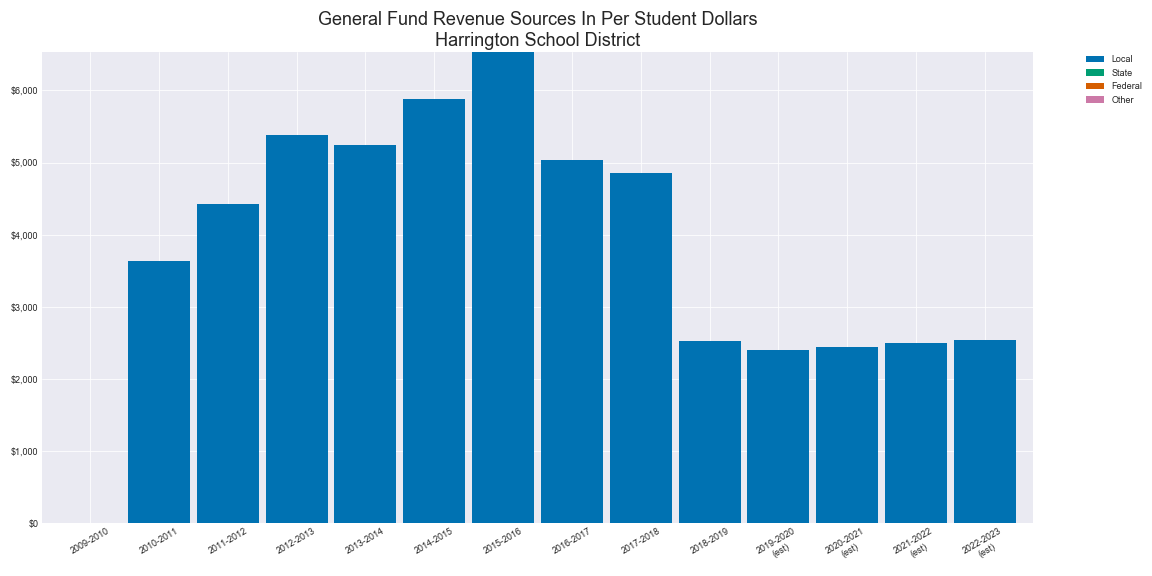 General Fund Revenue Sources In Per Student Dollars
Harrington School District
Local
State
Federal
Other
$6,000
$5,000
$4,000
$3,000
$2,000
$1,000
$0
2009-2010
2010-2011
2011-2012
2012-2013
2013-2014
2014-2015
2015-2016
2016-2017
2017-2018
2018-2019
2019-2020
(est)
2020-2021
(est)
2021-2022
(est)
2022-2023
(est)